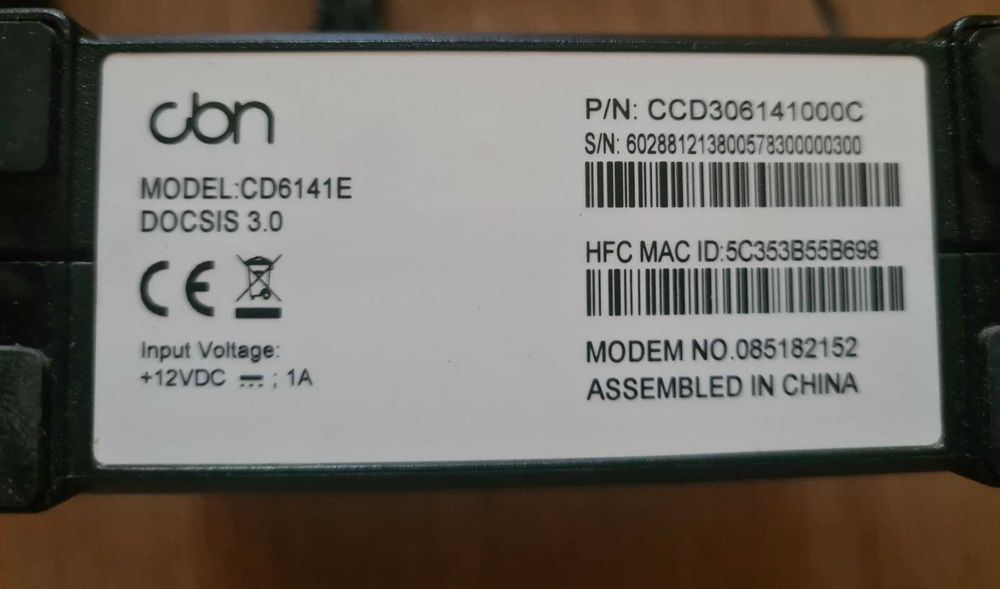 cbn
MODEL:CD6141E
DOCSIS 3.0
CE
Input Voltage:
+12VDC ⎓ ; 1A
P/N: CCD306141000C
S/N: 602881213800578300000300
HFC MAC ID:5C353B55B698
MODEM NO.085182152
ASSEMBLED IN CHINA